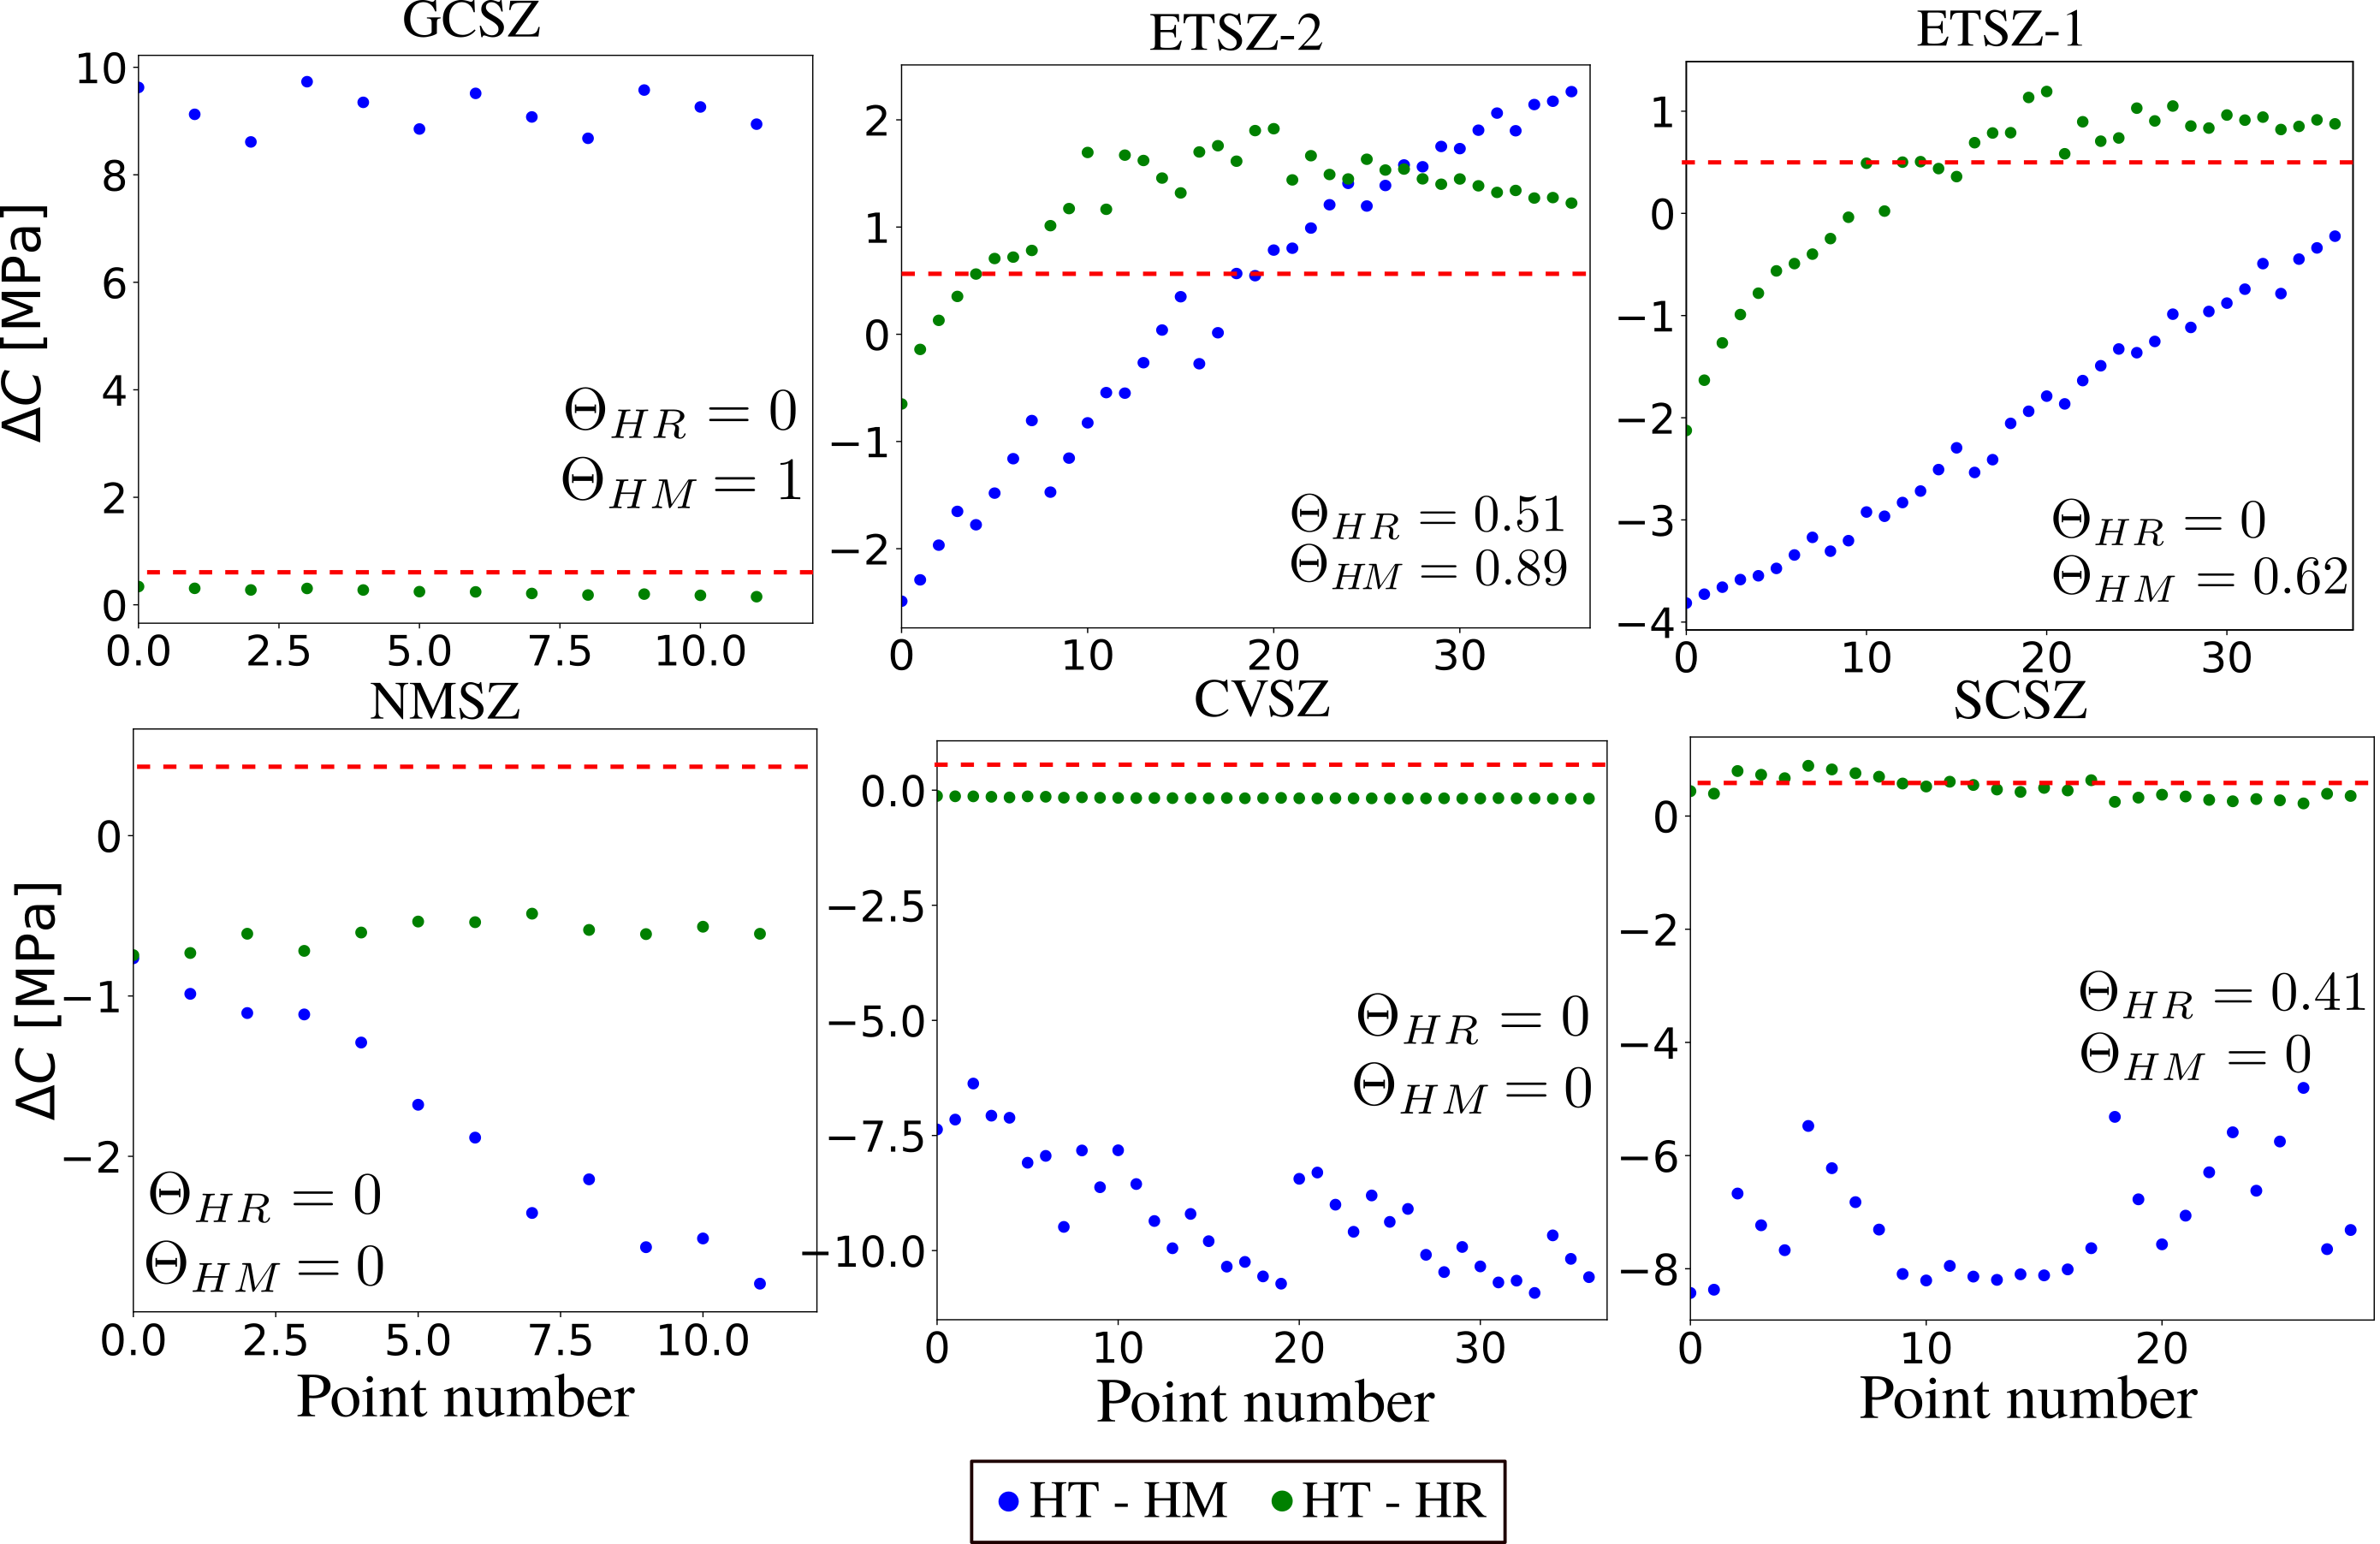 GCSZ
ETSZ-2
ETSZ-1
ΔC [MPa]
10
8
6
4
2
0
0.0 2.5 5.0 7.5 10.0
Θ_HR = 0
Θ_HM = 1
2
1
0
−1
−2
0 10 20 30
Θ_HR = 0.51
Θ_HM = 0.89
1
0
−1
−2
−3
−4
0 10 20 30
Θ_HR = 0
Θ_HM = 0.62
NMSZ
CVSZ
SCSZ
ΔC [MPa]
0
−1
−2
0.0 2.5 5.0 7.5 10.0
Θ_HR = 0
Θ_HM = 0
Point number
0.0
−2.5
−5.0
−7.5
−10.0
0 10 20 30
Θ_HR = 0
Θ_HM = 0
Point number
0
−2
−4
−6
−8
0 10 20
Θ_HR = 0.41
Θ_HM = 0
Point number
HT - HM HT - HR